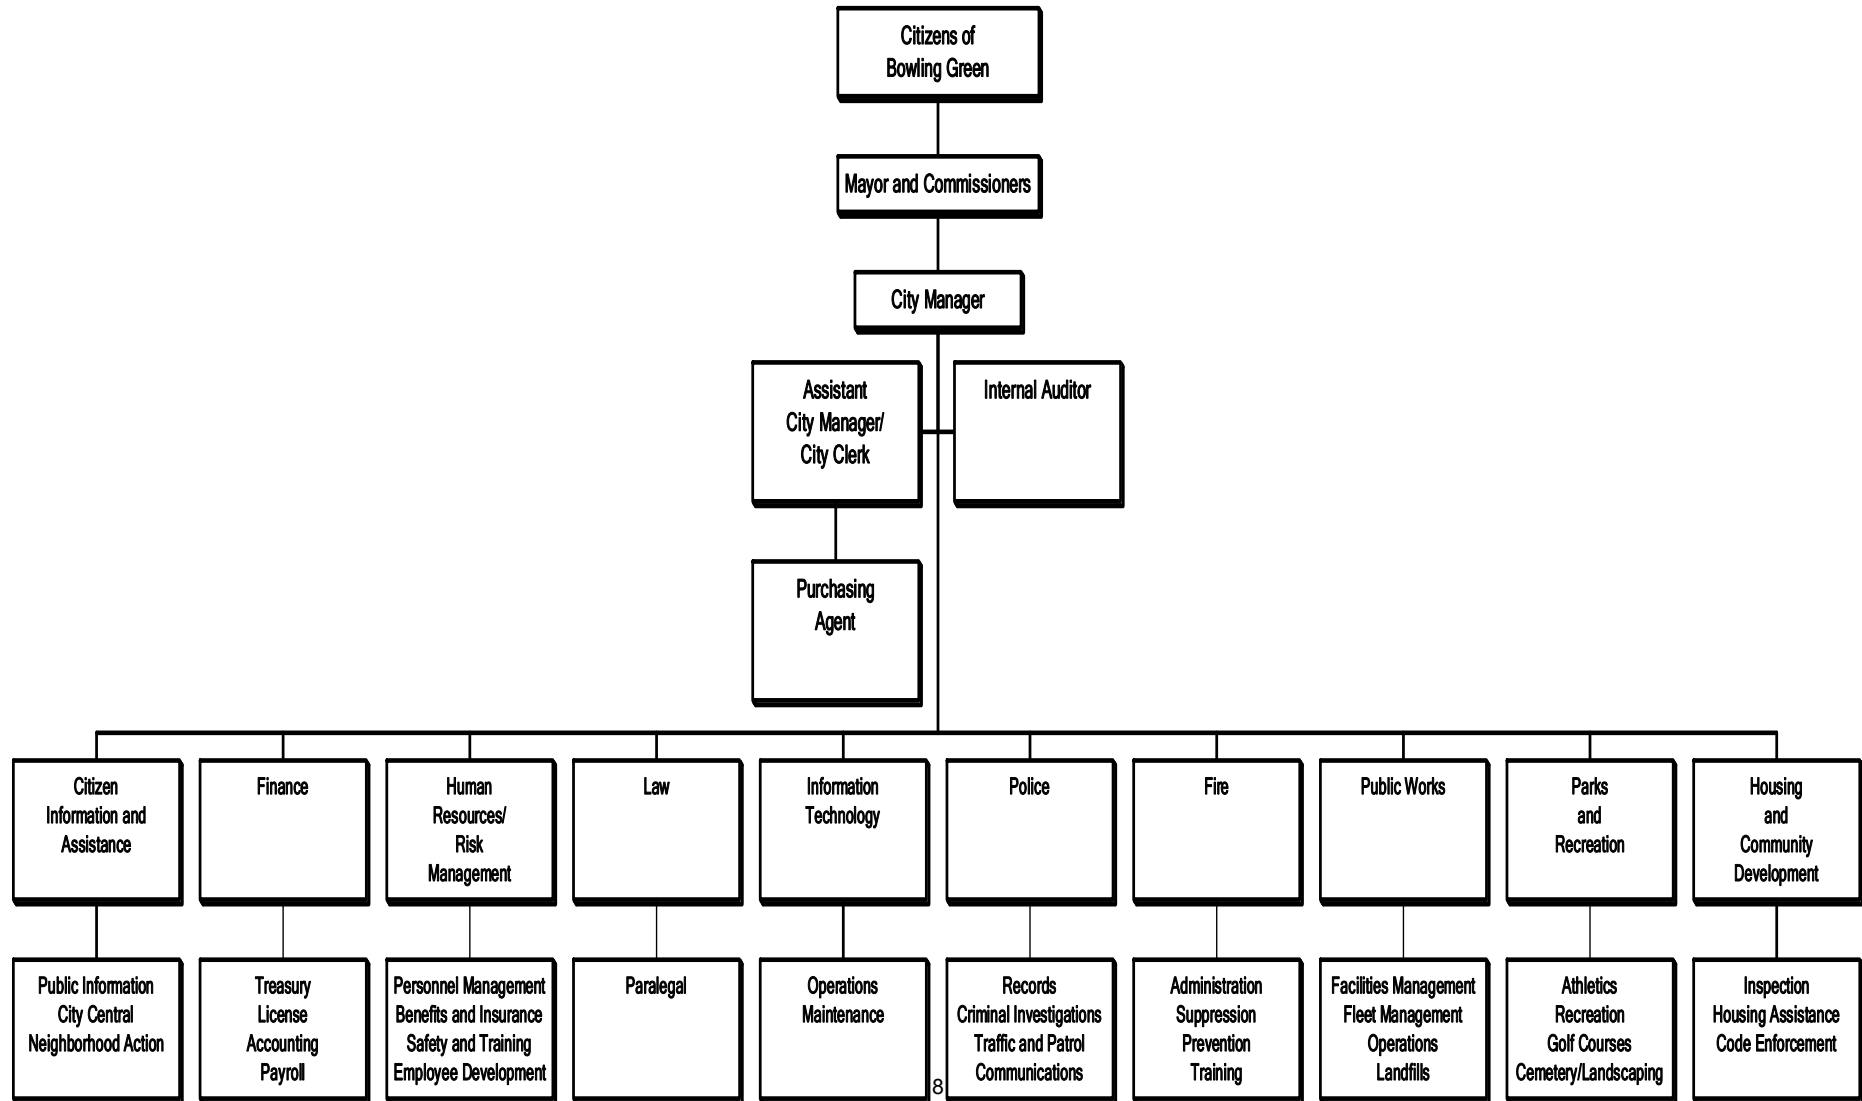 Citizens of
Bowling Green
Mayor and Commissioners
City Manager
Assistant
City Manager/
City Clerk
Internal Auditor
Purchasing
Agent
Citizen
Information and
Assistance
Finance
Human
Resources/
Risk
Management
Law
Information
Technology
Police
Fire
Public Works
Parks
and
Recreation
Housing
and
Community
Development
Public Information
City Central
Neighborhood Action
Treasury
License
Accounting
Payroll
Personnel Management
Benefits and Insurance
Safety and Training
Employee Development
Paralegal
Operations
Maintenance
Records
Criminal Investigations
Traffic and Patrol
Communications
Administration
Suppression
Prevention
Training
Facilities Management
Fleet Management
Operations
Landfills
Athletics
Recreation
Golf Courses
Cemetery/Landscaping
Inspection
Housing Assistance
Code Enforcement
8